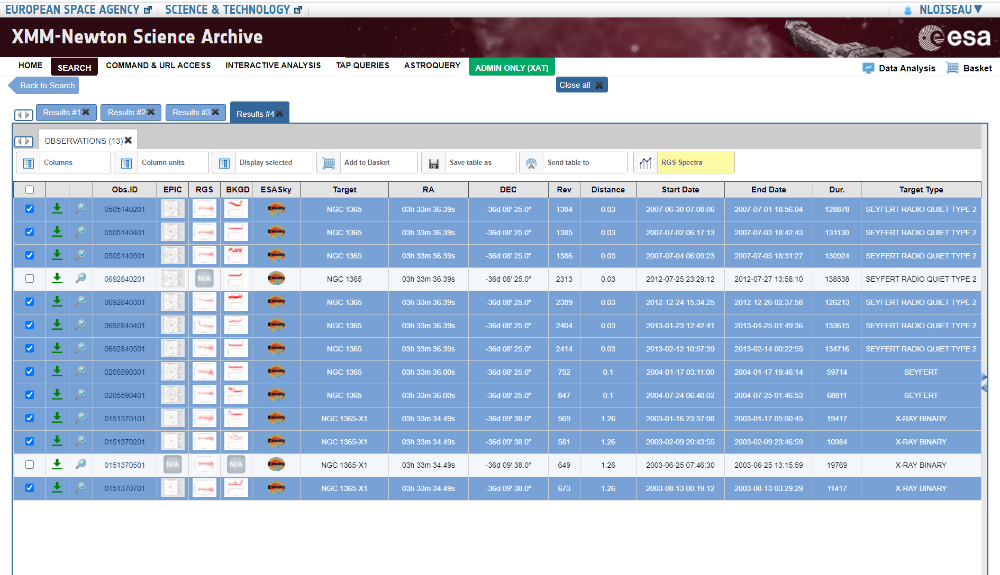 EUROPEAN SPACE AGENCY SCIENCE & TECHNOLOGY NLOISEAU
XMM-Newton Science Archive esa
HOME SEARCH COMMAND & URL ACCESS INTERACTIVE ANALYSIS TAP QUERIES ASTROQUERY ADMIN ONLY (XAT) Data Analysis Basket
Back to Search Close all
Results #1 Results #2 Results #3 Results #4
OBSERVATIONS (13)
Columns Column units Display selected Add to Basket Save table as Send table to RGS Spectra
Obs.ID EPIC RGS BKGD ESASky Target RA DEC Rev Distance Start Date End Date Dur. Target Type
0505140201 NGC 1365 03h 33m 36.39s -36d 08' 25.0" 1384 0.03 2007-06-30 07:08:06 2007-07-01 18:56:04 128878 SEYFERT RADIO QUIET TYPE 2
0505140401 NGC 1365 03h 33m 36.39s -36d 08' 25.0" 1385 0.03 2007-07-02 06:17:13 2007-07-03 18:42:43 131130 SEYFERT RADIO QUIET TYPE 2
0505140501 NGC 1365 03h 33m 36.39s -36d 08' 25.0" 1386 0.03 2007-07-04 06:09:23 2007-07-05 18:31:27 130924 SEYFERT RADIO QUIET TYPE 2
0692840201 N/A NGC 1365 03h 33m 36.39s -36d 08' 25.0" 2313 0.03 2012-07-25 23:29:12 2012-07-27 13:58:10 138538 SEYFERT RADIO QUIET TYPE 2
0692840301 NGC 1365 03h 33m 36.39s -36d 08' 25.0" 2389 0.03 2012-12-24 15:34:25 2012-12-26 02:37:58 126213 SEYFERT RADIO QUIET TYPE 2
0692840401 NGC 1365 03h 33m 36.39s -36d 08' 25.0" 2404 0.03 2013-01-23 12:42:41 2013-01-25 01:49:36 133615 SEYFERT RADIO QUIET TYPE 2
0692840501 NGC 1365 03h 33m 36.39s -36d 08' 25.0" 2414 0.03 2013-02-12 10:57:39 2013-02-14 00:22:55 134716 SEYFERT RADIO QUIET TYPE 2
0205590301 NGC 1365 03h 33m 36.00s -36d 08' 25.0" 752 0.1 2004-01-17 03:11:00 2004-01-17 19:46:14 59714 SEYFERT
0205590401 NGC 1365 03h 33m 36.00s -36d 08' 25.0" 847 0.1 2004-07-24 06:40:02 2004-07-25 01:46:53 68811 SEYFERT
0151370101 NGC 1365-X1 03h 33m 34.49s -36d 09' 38.0" 569 1.26 2003-01-16 23:37:08 2003-01-17 05:00:45 19417 X-RAY BINARY
0151370201 NGC 1365-X1 03h 33m 34.49s -36d 09' 38.0" 581 1.26 2003-02-09 20:43:55 2003-02-09 23:46:59 10984 X-RAY BINARY
0151370501 N/A N/A NGC 1365-X1 03h 33m 34.49s -36d 09' 38.0" 649 1.26 2003-06-25 07:46:30 2003-06-25 13:15:59 19769 X-RAY BINARY
0151370701 NGC 1365-X1 03h 33m 34.49s -36d 09' 38.0" 673 1.26 2003-08-13 00:19:12 2003-08-13 03:29:29 11417 X-RAY BINARY